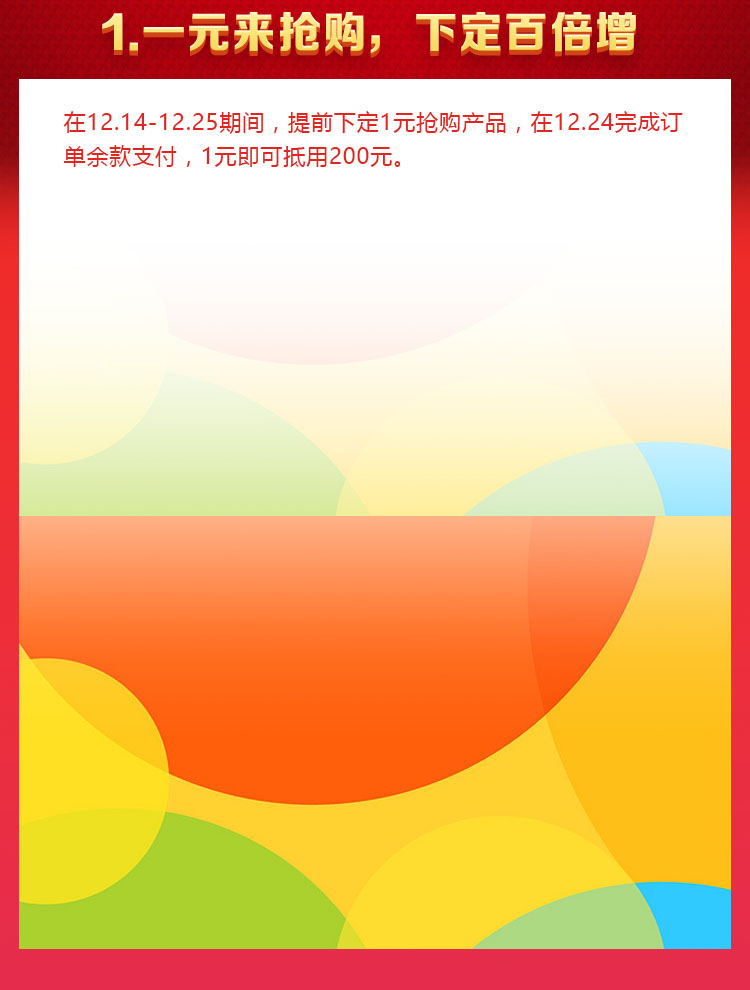 1.一元来抢购，下定百倍增
在12.14-12.25期间，提前下定1元抢购产品，在12.24完成订
单余款支付，1元即可抵用200元。